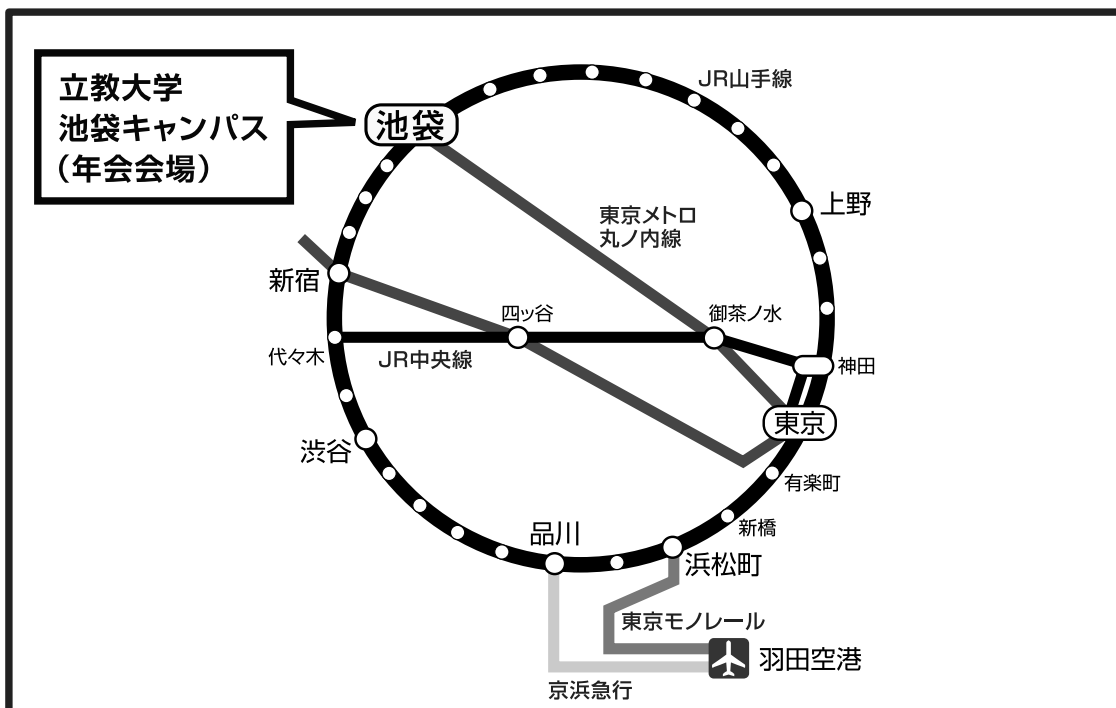 立教大学
池袋キャンパス
（年会会場）
池袋
JR山手線
上野
東京メトロ
丸ノ内線
新宿
四ッ谷
御茶ノ水
代々木
JR中央線
神田
東京
渋谷
有楽町
新橋
品川
浜松町
東京モノレール
羽田空港
京浜急行